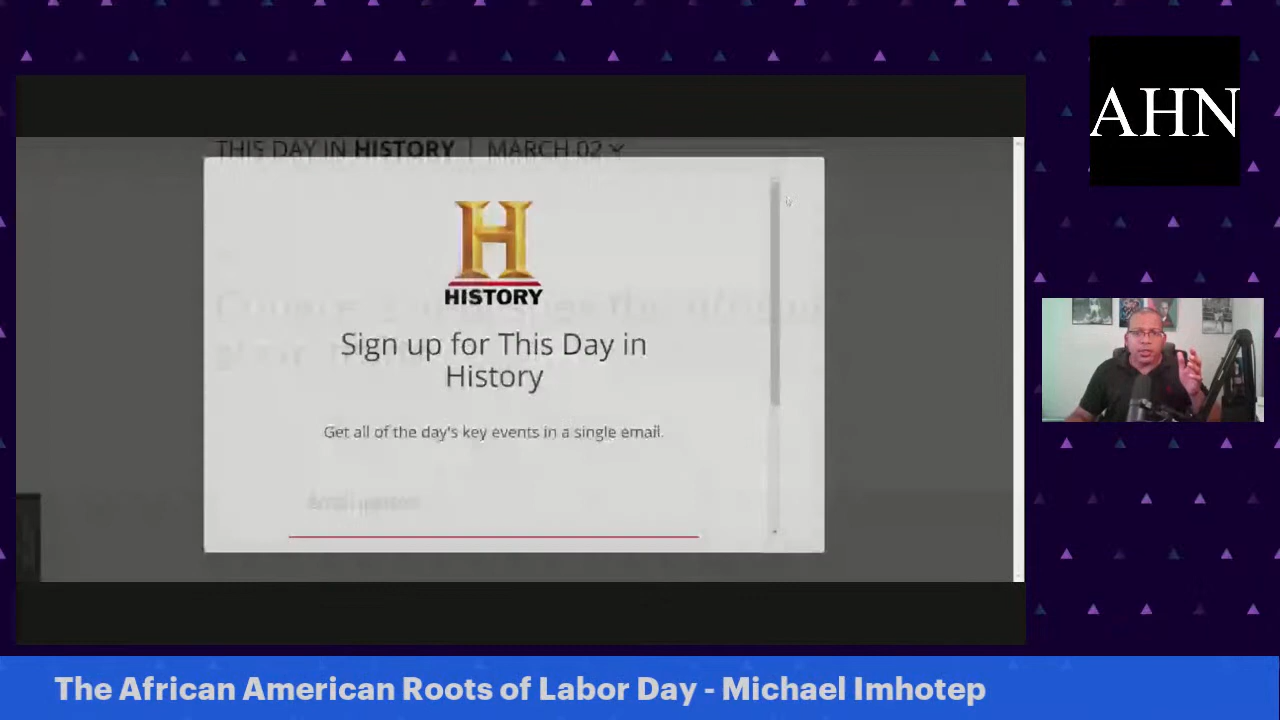 AHN
THIS DAY IN HISTORY | MARCH 02
HISTORY
Sign up for This Day in
History
Get all of the day's key events in a single email.
The African American Roots of Labor Day - Michael Imhotep